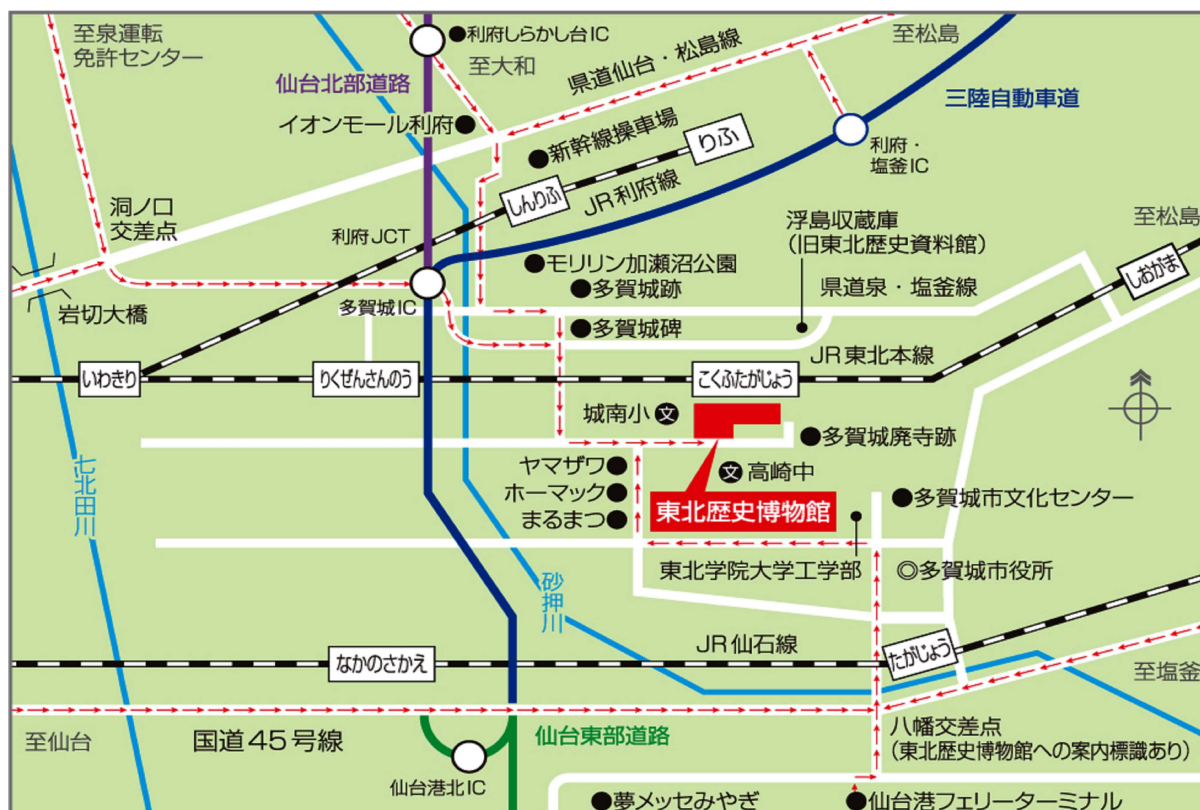 至泉運転
免許センター
利府しらかし台IC
至大和
仙台北部道路
県道仙台・松島線
至松島
三陸自動車道
イオンモール利府
新幹線操車場
りふ
利府・
塩釜IC
しんりふ
JR利府線
洞ノ口
交差点
利府JCT
浮島収蔵庫
(旧東北歴史資料館)
至松島
モリリン加瀬沼公園
多賀城跡
しおがま
県道泉・塩釜線
岩切大橋
多賀城IC
多賀城碑
JR東北本線
いわきり
りくぜんさんのう
こくふたがじょう
城南小
文
多賀城廃寺跡
七北田川
ヤマザワ
文
高崎中
ホーマック
まるまつ
東北歴史博物館
多賀城市文化センター
東北学院大学工学部
◎多賀城市役所
砂押川
JR仙石線
なかのさかえ
たがじょう
至塩釜
至仙台
国道45号線
仙台東部道路
八幡交差点
(東北歴史博物館への案内標識あり)
仙台港北IC
夢メッセみやぎ
仙台港フェリーターミナル